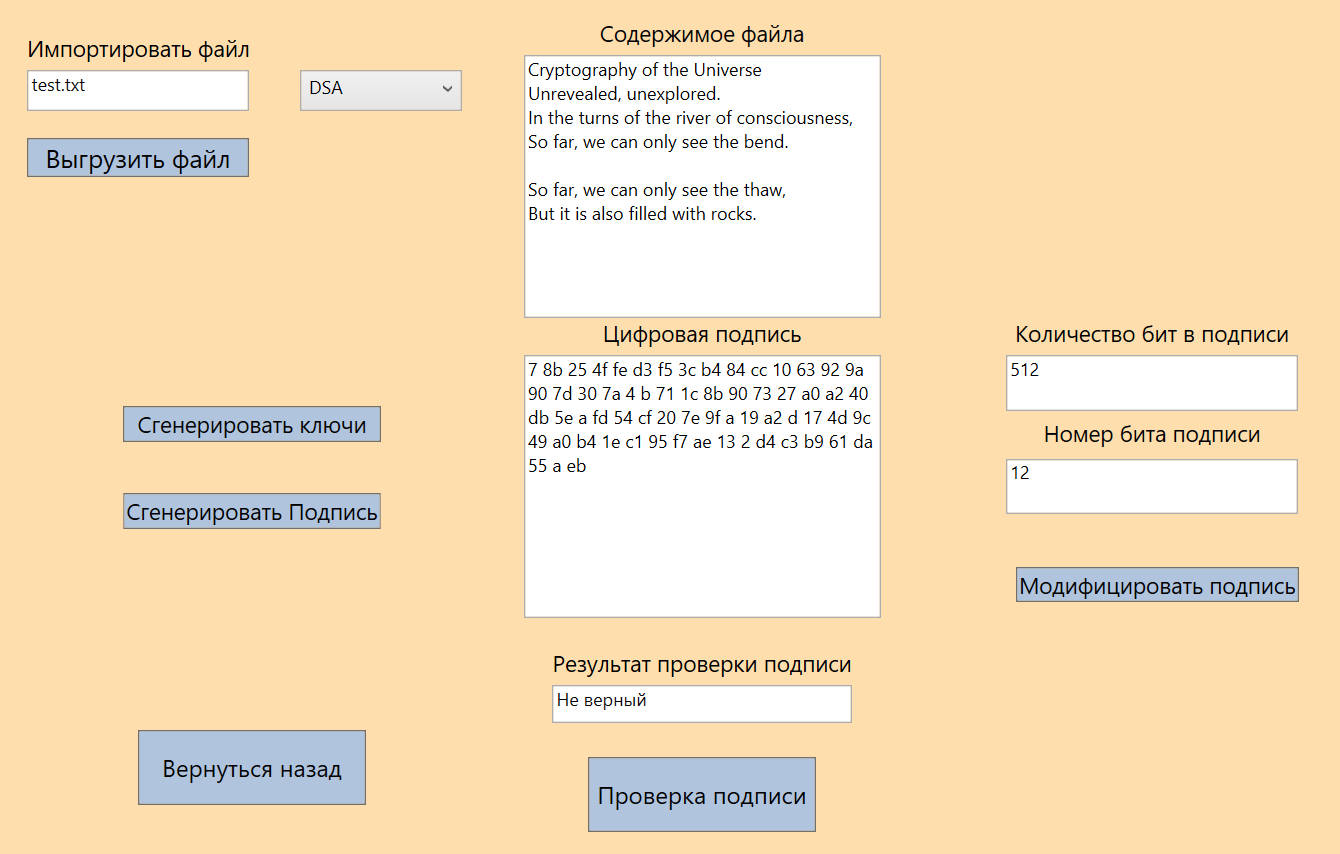 Импортировать файл
test.txt
DSA
Выгрузить файл
Содержимое файла
Cryptography of the Universe
Unrevealed, unexplored.
In the turns of the river of consciousness,
So far, we can only see the bend.
So far, we can only see the thaw,
But it is also filled with rocks.
Цифровая подпись
7 8b 25 4f fe d3 f5 3c b4 84 cc 10 63 92 9a
90 7d 30 7a 4 b 71 1c 8b 90 73 27 a0 a2 40
db 5e a fd 54 cf 20 7e 9f a 19 a2 d 17 4d 9c
49 a0 b4 1e c1 95 f7 ae 13 2 d4 c3 b9 61 da
55 a eb
Количество бит в подписи
512
Номер бита подписи
12
Модифицировать подпись
Сгенерировать ключи
Сгенерировать Подпись
Результат проверки подписи
Не верный
Вернуться назад
Проверка подписи